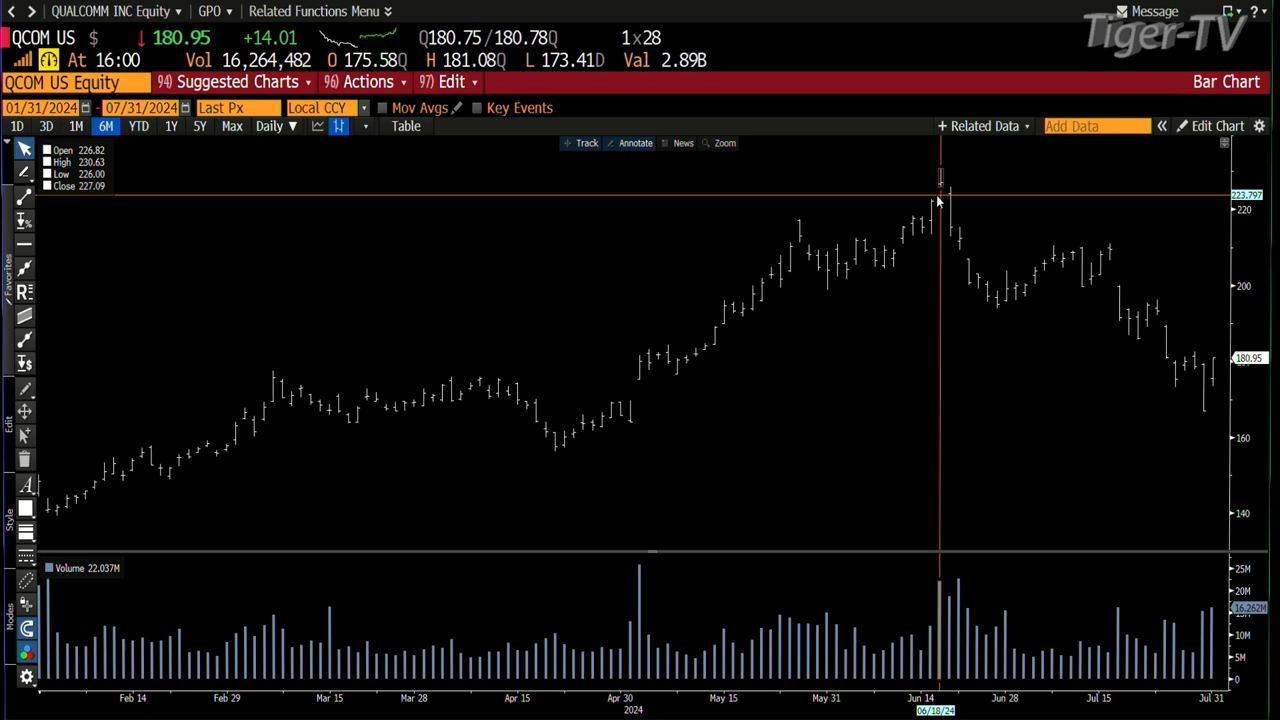 QUALCOMM INC Equity GPO Related Functions Menu Message ?
Tiger-TV
QCOM US $ 180.95 +14.01 Q180.75/180.78Q 1x28
At 16:00 Vol 16,264,482 O 175.58Q H 181.08Q L 173.41D Val 2.89B
QCOM US Equity 94) Suggested Charts 96) Actions 97) Edit Bar Chart
01/31/2024 - 07/31/2024 Last Px Local CCY Mov Avgs Key Events
1D 3D 1M 6M YTD 1Y 5Y Max Daily ▼ Table + Related Data Add Data « Edit Chart
Track Annotate News Zoom
Open 226.82
High 230.63
Low 226.00
Close 227.09
223.797
220
200
180.95
160
140
Favorites
Edit
Style
Modes
Volume 22.037M
25M
20M
16.262M
10M
5M
0
Feb 14 Feb 29 Mar 15 Mar 28 Apr 15 Apr 30 May 15 May 31 Jun 14 Jun 28 Jul 15 Jul 31
2024 06/18/24